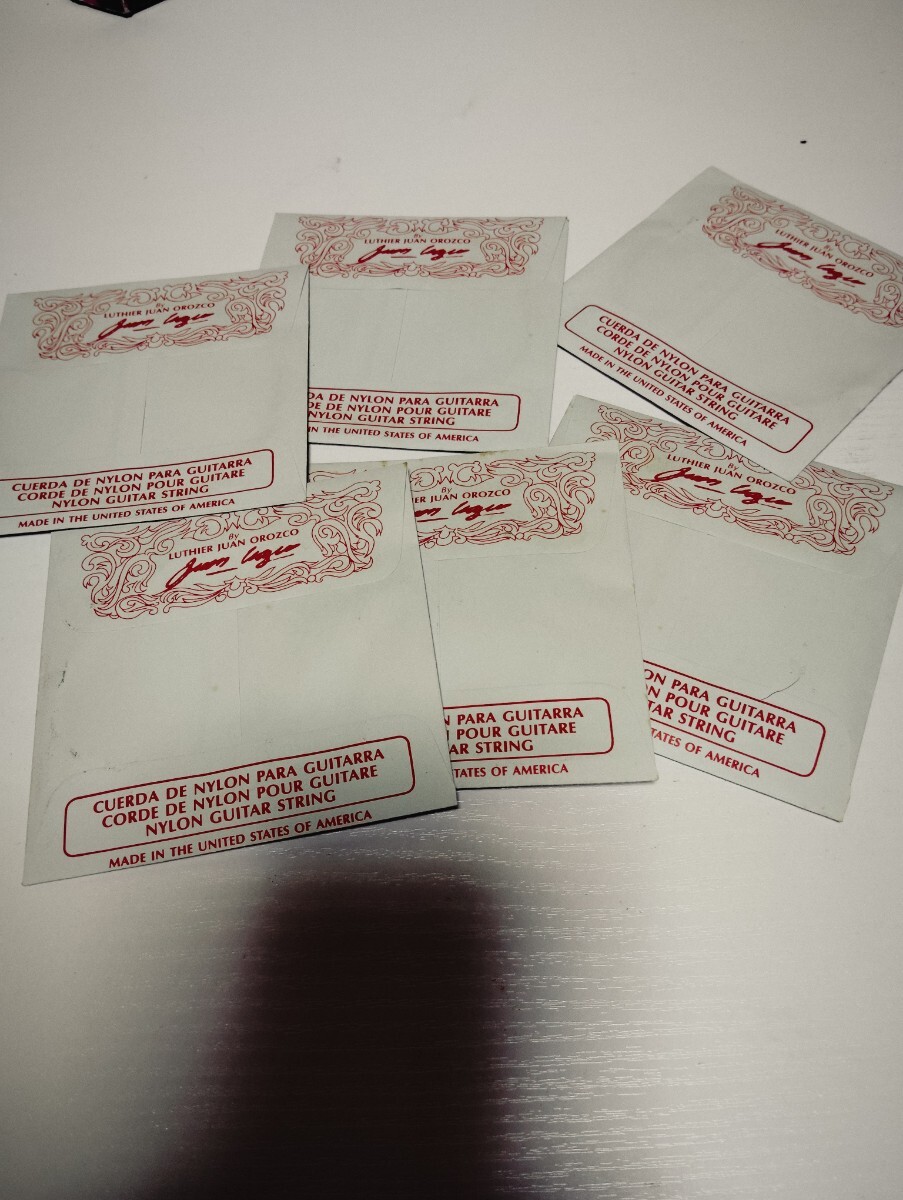 By
LUTHIER JUAN OROZCO
CUERDA DE NYLON PARA GUITARRA
CORDE DE NYLON POUR GUITARE
NYLON GUITAR STRING
MADE IN THE UNITED STATES OF AMERICA
By
LUTHIER JUAN OROZCO
DA DE NYLON PARA GUITARRA
DE DE NYLON POUR GUITARE
NYLON GUITAR STRING
IN THE UNITED STATES OF AMERICA
By
LUTHIER JUAN OROZCO
CUERDA DE NYLON PARA GUITARRA
CORDE DE NYLON POUR GUITARE
NYLON GUITAR STRING
MADE IN THE UNITED STATES OF AMERICA
By
LUTHIER JUAN OROZCO
CUERDA DE NYLON PARA GUITARRA
CORDE DE NYLON POUR GUITARE
NYLON GUITAR STRING
MADE IN THE UNITED STATES OF AMERICA
By
LUTHIER JUAN OROZCO
PARA GUITARRA
POUR GUITARE
AR STRING
TATES OF AMERICA
By
LUTHIER JUAN OROZCO
ON PARA GUITARRA
N POUR GUITARE
TAR STRING
TATES OF AMERICA